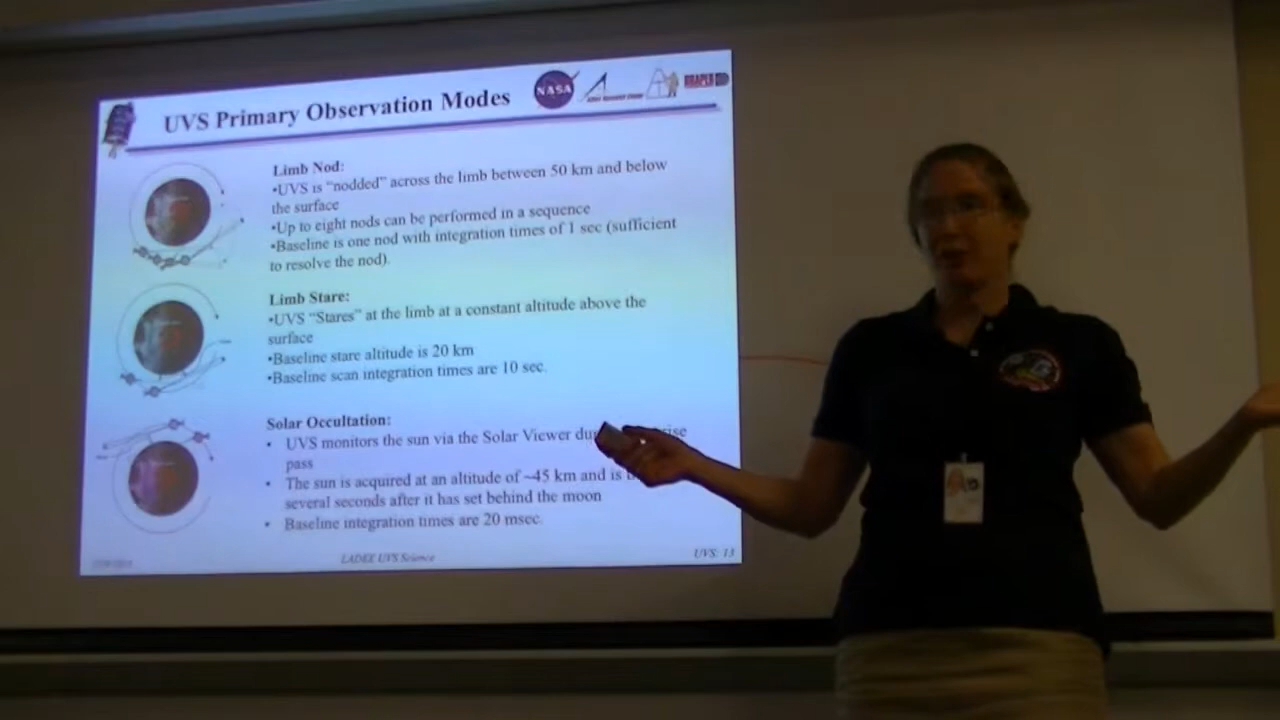 UVS Primary Observation Modes
NASA
DRAPER
Limb Nod:
•UVS is “nodded” across the limb between 50 km and below
the surface
•Up to eight nods can be performed in a sequence
•Baseline is one nod with integration times of 1 sec (sufficient
to resolve the nod).
Limb Stare:
•UVS “Stares” at the limb at a constant altitude above the
surface
•Baseline stare altitude is 20 km
•Baseline scan integration times are 10 sec.
Solar Occultation:
• UVS monitors the sun via the Solar Viewer
pass
• The sun is acquired at an altitude of ~45 km and is
several seconds after it has set behind the moon
• Baseline integration times are 20 msec.
LADEE UVS Science
UVS: 13